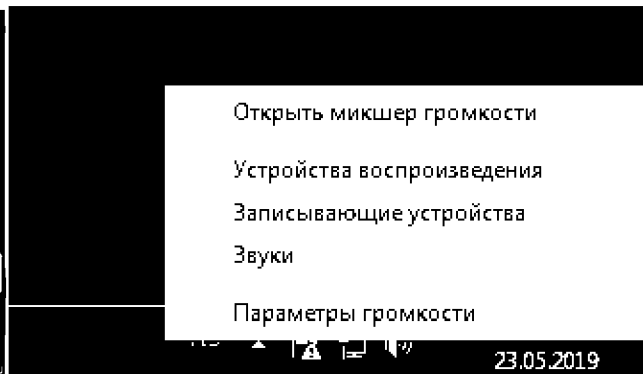 Открыть микшер громкости
Устройства воспроизведения
Записывающие устройства
Звуки
Параметры громкости
23.05.2019